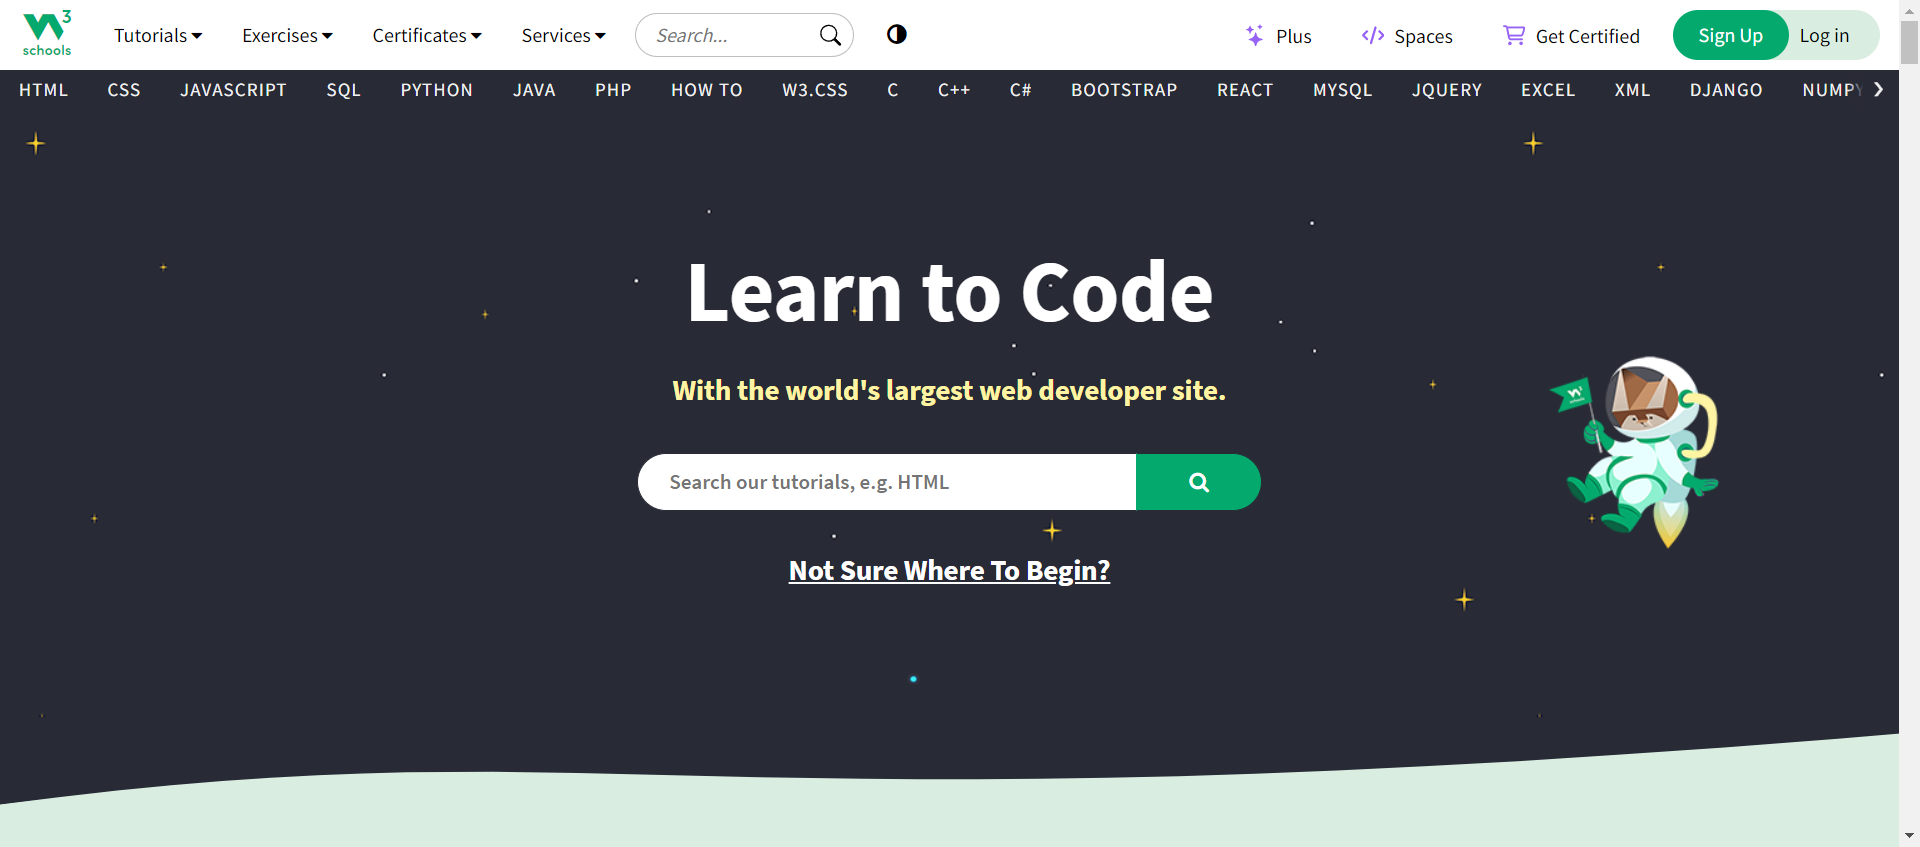 W3 schools
Tutorials Exercises Certificates Services Search... Plus </> Spaces Get Certified Sign Up Log in
HTML CSS JAVASCRIPT SQL PYTHON JAVA PHP HOW TO W3.CSS C C++ C# BOOTSTRAP REACT MYSQL JQUERY EXCEL XML DJANGO NUMPY
Learn to Code
With the world's largest web developer site.
Search our tutorials, e.g. HTML
Not Sure Where To Begin?